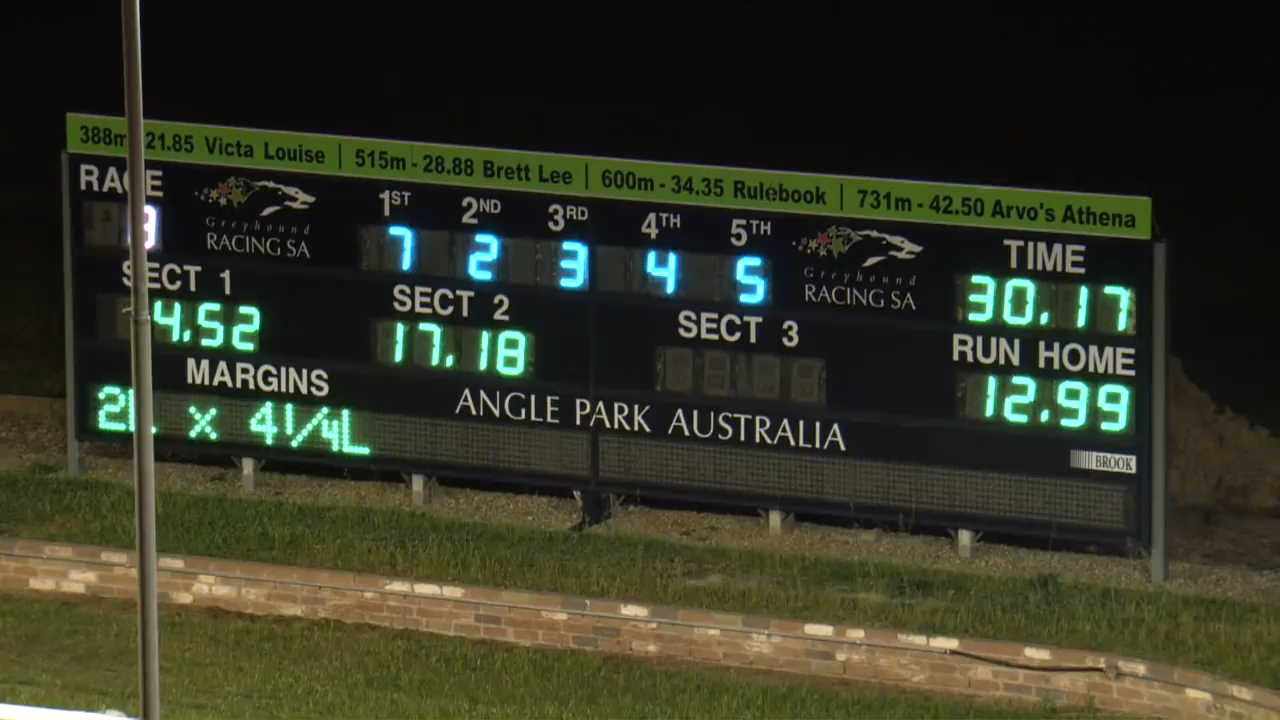 388m - 21.85 Victa Louise | 515m - 28.88 Brett Lee | 600m - 34.35 Rulebook | 731m - 42.50 Arvo's Athena
RACE
Greyhound
RACING SA
1ST 2ND 3RD 4TH 5TH
7 2 3 4 5
Greyhound
RACING SA
TIME
30.17
SECT 1
4.52
SECT 2
17.18
SECT 3
RUN HOME
12.99
MARGINS
2L x 4 1/4L
ANGLE PARK AUSTRALIA
BROOK